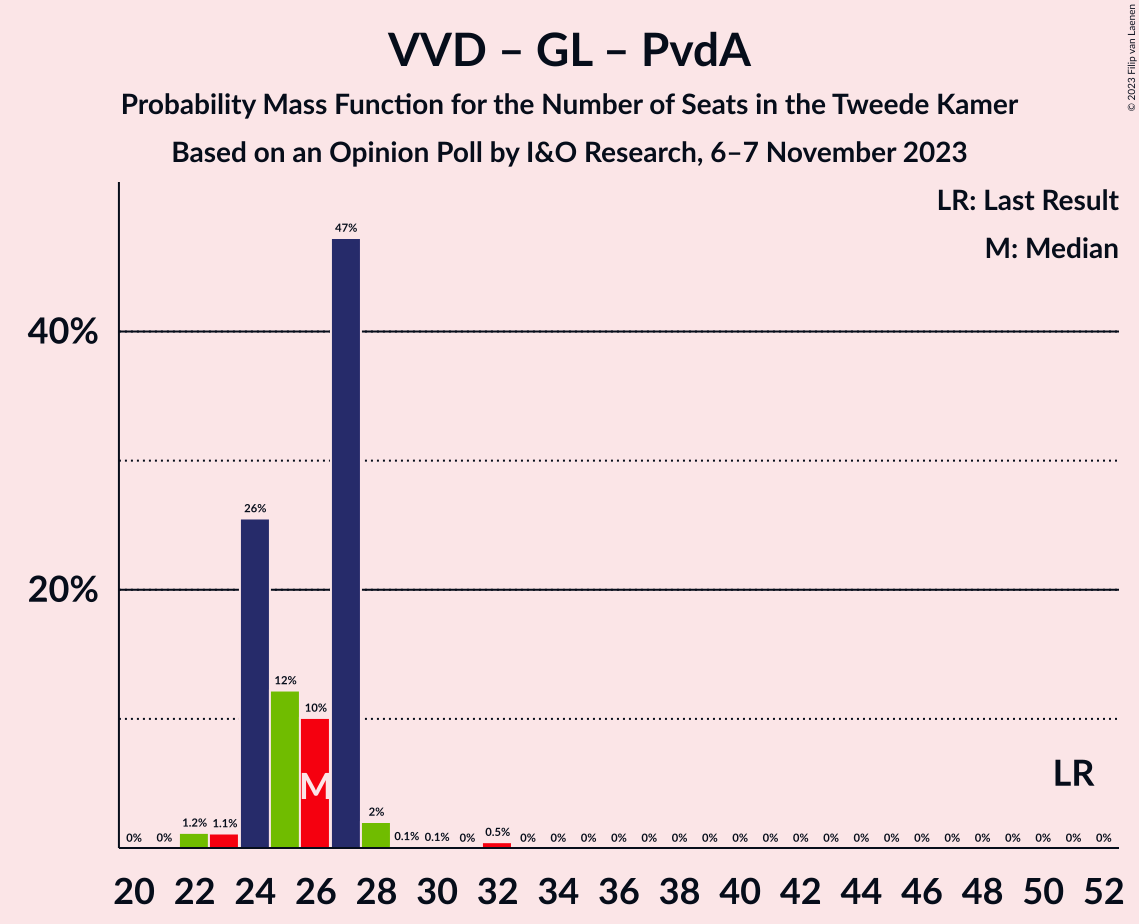 VVD – GL – PvdA
Probability Mass Function for the Number of Seats in the Tweede Kamer
Based on an Opinion Poll by I&O Research, 6–7 November 2023
© 2023 Filip van Laenen
LR: Last Result
M: Median
47%
40%
26%
20%
12%
10%
M
LR
0% 0% 1.2% 1.1% 2% 0.1% 0.1% 0% 0.5% 0% 0% 0% 0% 0% 0% 0% 0% 0% 0% 0% 0% 0% 0% 0% 0% 0% 0% 0% 0%
20 22 24 26 28 30 32 34 36 38 40 42 44 46 48 50 52